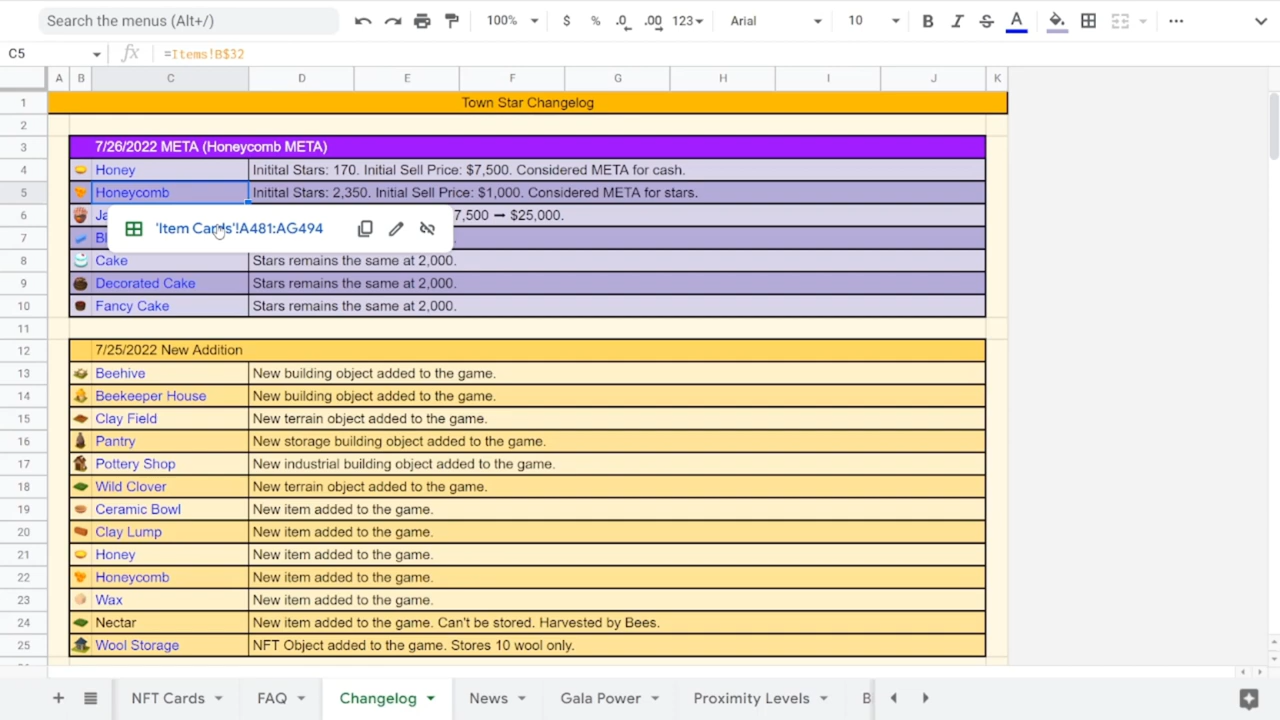 Search the menus (Alt+/) 100% $ % .0 .00 123 Arial 10 B I S A
C5 fx =Items!B$32
A B C D E F G H I J K
1 Town Star Changelog
2
3 7/26/2022 META (Honeycomb META)
4 Honey Initital Stars: 170. Initial Sell Price: $7,500. Considered META for cash.
5 Honeycomb Initital Stars: 2,350. Initial Sell Price: $1,000. Considered META for stars.
6 7,500 → $25,000.
'Item Cards'!A481:AG494
7
8 Cake Stars remains the same at 2,000.
9 Decorated Cake Stars remains the same at 2,000.
10 Fancy Cake Stars remains the same at 2,000.
11
12 7/25/2022 New Addition
13 Beehive New building object added to the game.
14 Beekeeper House New building object added to the game.
15 Clay Field New terrain object added to the game.
16 Pantry New storage building object added to the game.
17 Pottery Shop New industrial building object added to the game.
18 Wild Clover New terrain object added to the game.
19 Ceramic Bowl New item added to the game.
20 Clay Lump New item added to the game.
21 Honey New item added to the game.
22 Honeycomb New item added to the game.
23 Wax New item added to the game.
24 Nectar New item added to the game. Can't be stored. Harvested by Bees.
25 Wool Storage NFT Object added to the game. Stores 10 wool only.
NFT Cards FAQ Changelog News Gala Power Proximity Levels